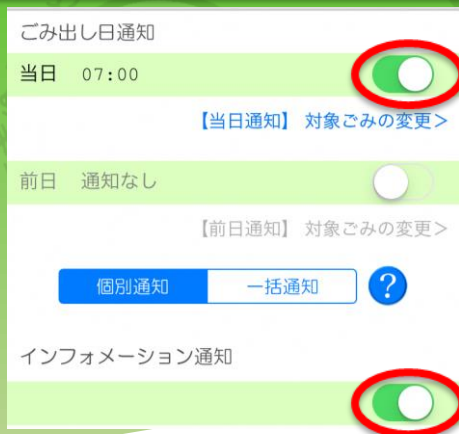 ごみ出し日通知
当日 07:00
【当日通知】 対象ごみの変更>
前日 通知なし
【前日通知】 対象ごみの変更>
個別通知 一括通知 ?
インフォメーション通知